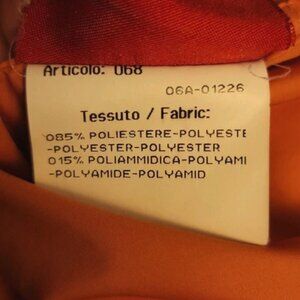 Articolo: 068
06A-01226
Tessuto / Fabric:
085% POLIESTERE-POLYESTE
-POLYESTER-POLYESTER
015% POLIAMMIDICA-POLYAMI
-POLYAMIDE-POLYAMID